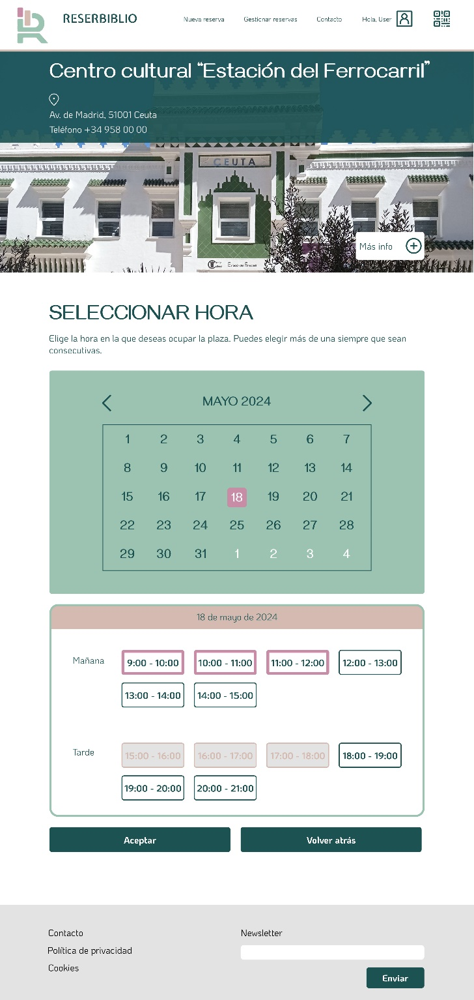 RESERBIBLIO
Nueva reserva
Gestionar reservas
Contacto
Hola, User
Centro cultural “Estación del Ferrocarril”
Av. de Madrid, 51001 Ceuta
Teléfono +34 958 00 00
CEUTA
Estación del Ferrocarril
Más info
SELECCIONAR HORA
Elige la hora en la que deseas ocupar la plaza. Puedes elegir más de una siempre que sean
consecutivas.
MAYO 2024
1 2 3 4 5 6 7
8 9 10 11 12 13 14
15 16 17 18 19 20 21
22 23 24 25 26 27 28
29 30 31 1 2 3 4
18 de mayo de 2024
Mañana
9:00 - 10:00 10:00 - 11:00 11:00 - 12:00 12:00 - 13:00
13:00 - 14:00 14:00 - 15:00
Tarde
15:00 - 16:00 16:00 - 17:00 17:00 - 18:00 18:00 - 19:00
19:00 - 20:00 20:00 - 21:00
Aceptar
Volver atrás
Contacto
Política de privacidad
Cookies
Newsletter
Enviar